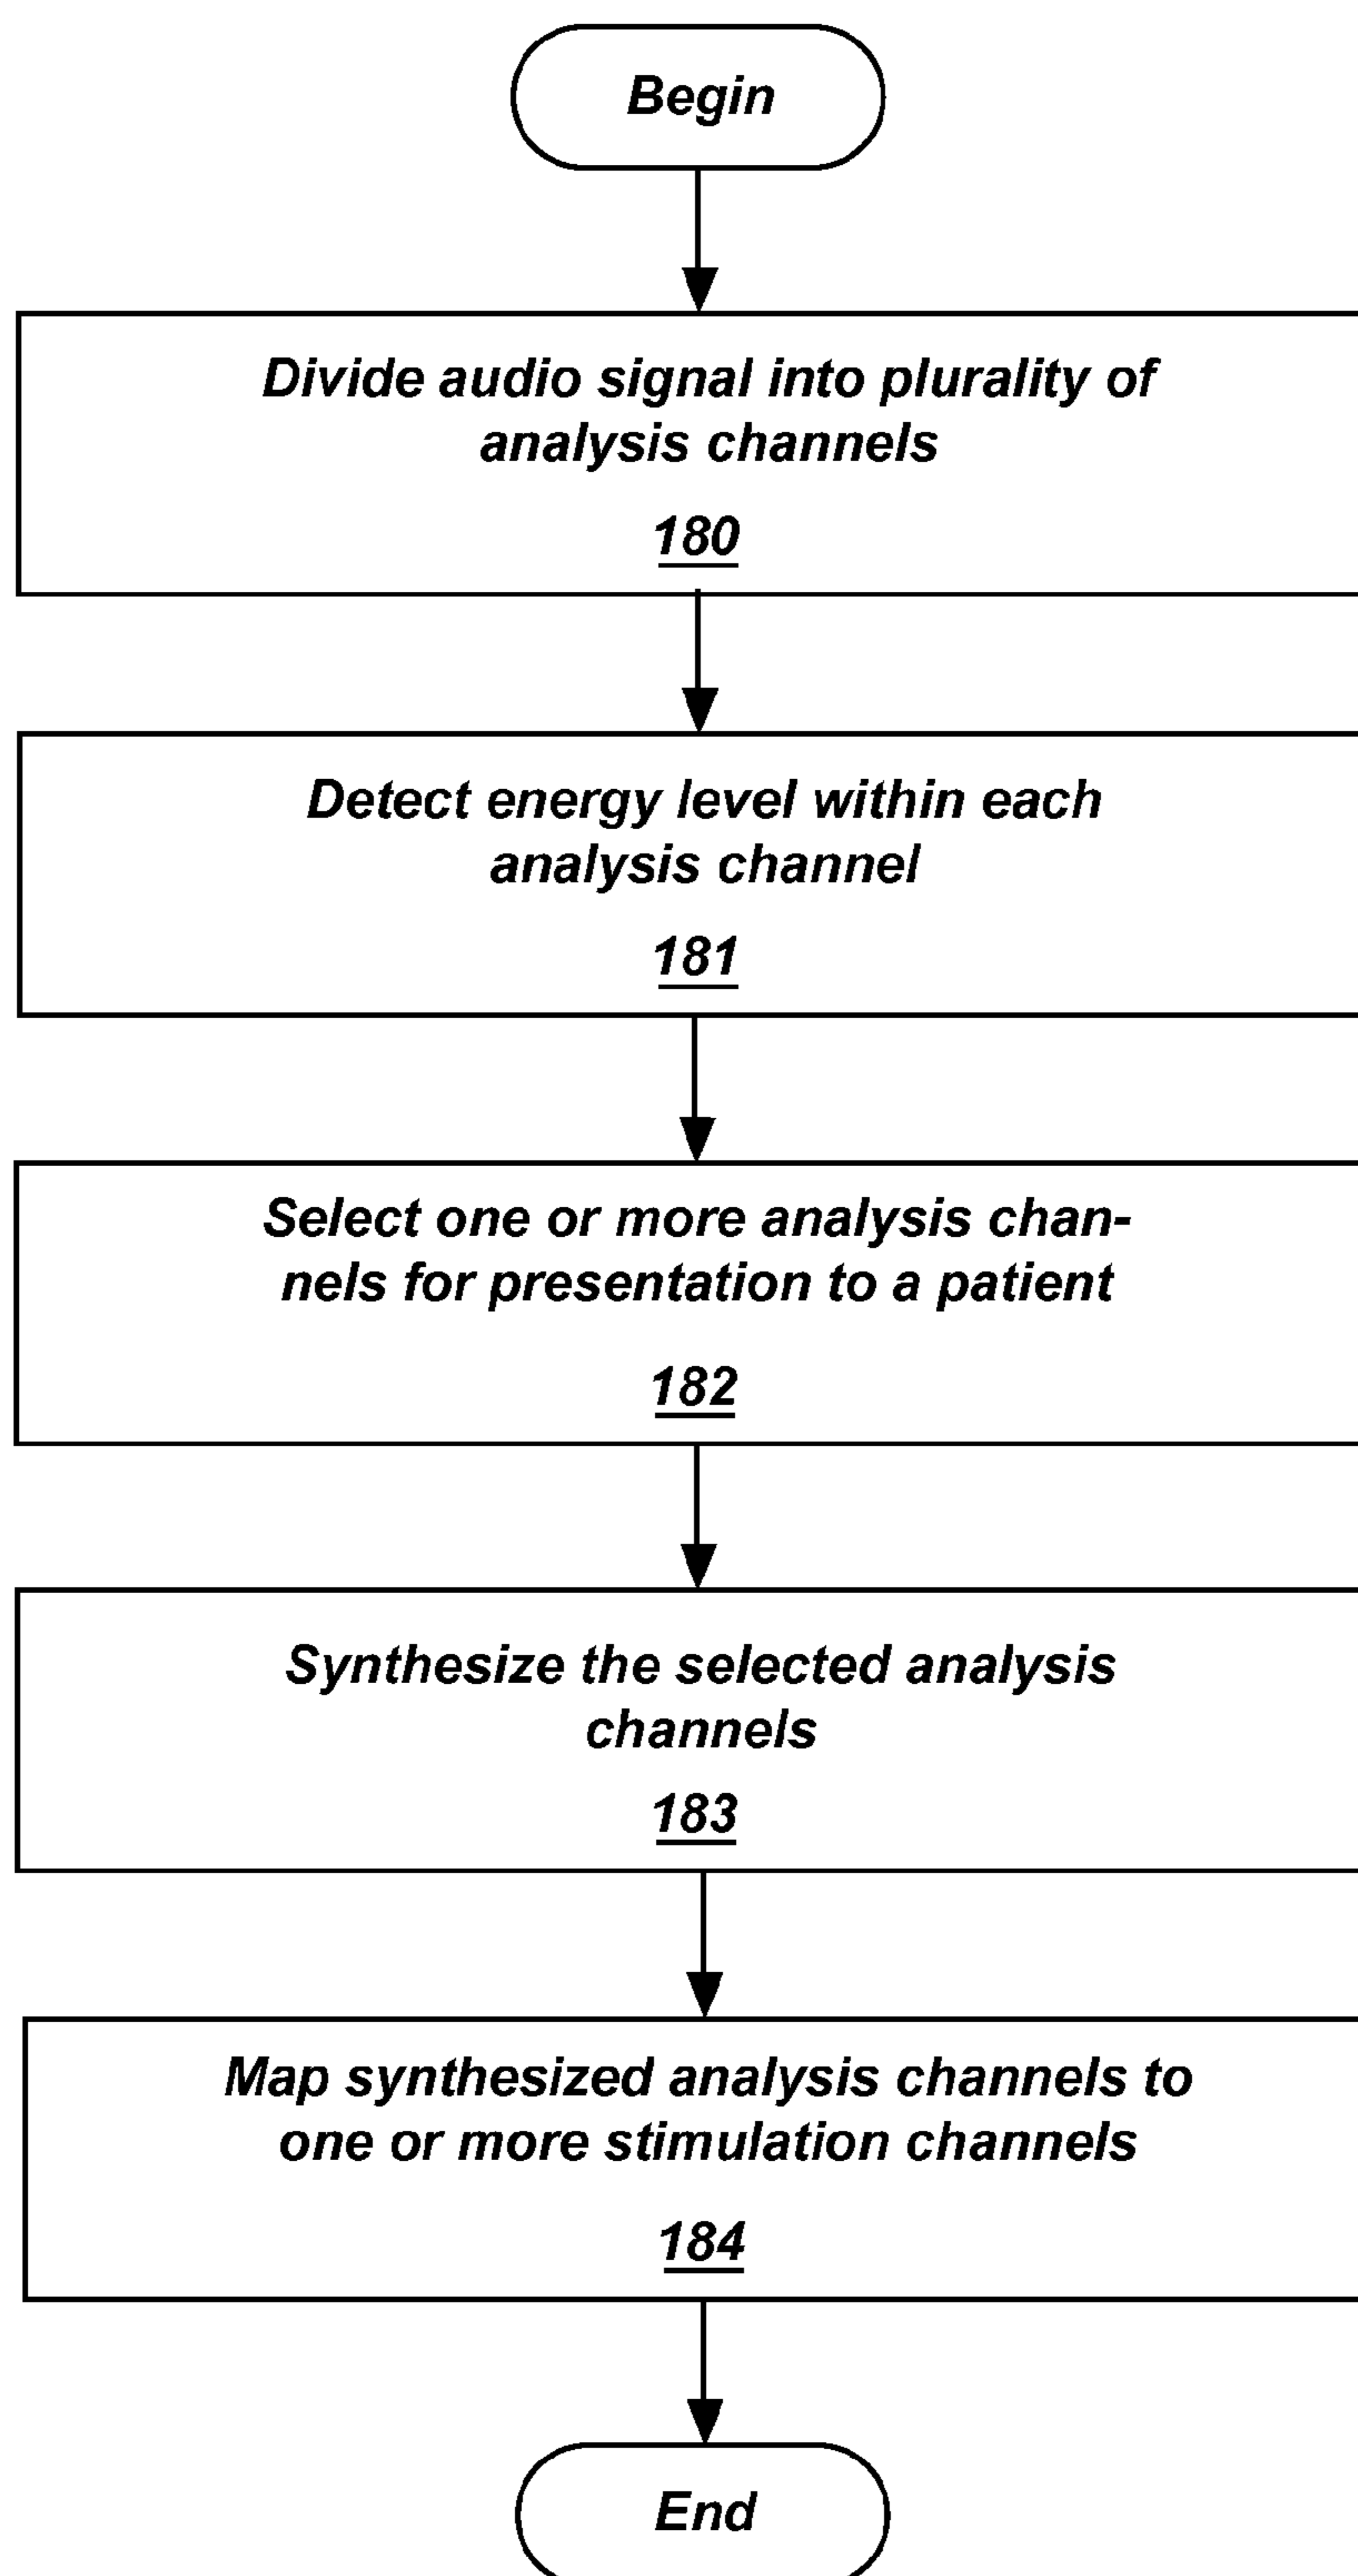 Begin
Divide audio signal into plurality of
analysis channels
180
Detect energy level within each
analysis channel
181
Select one or more analysis chan-
nels for presentation to a patient
182
Synthesize the selected analysis
channels
183
Map synthesized analysis channels to
one or more stimulation channels
184
End